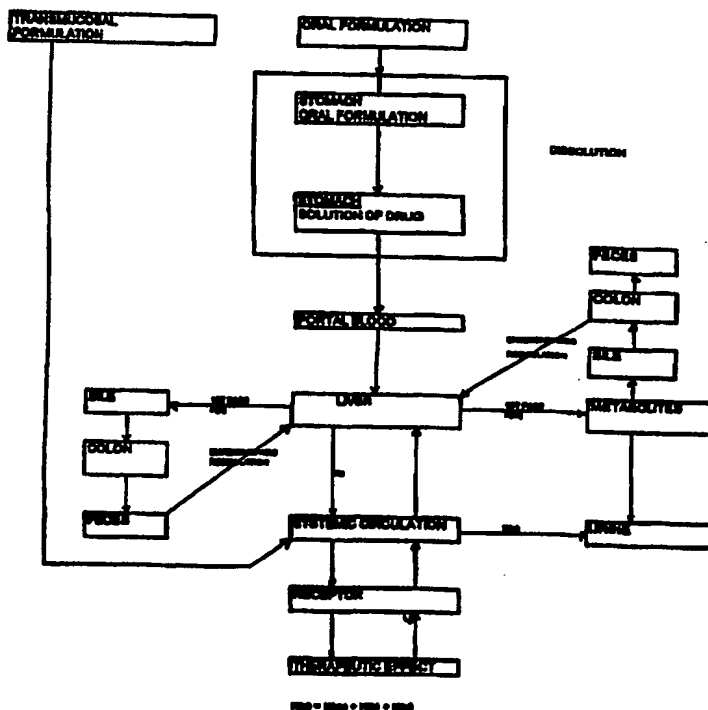 TRANSMUCOSAL
FORMULATION
ORAL FORMULATION
STOMACH
ORAL FORMULATION
DISSOLUTION
STOMACH
SOLUTION OF DRUG
FECES
COLON
PORTAL BLOOD
BILE
BILE
LIVER
METABOLITES
COLON
FECES
SYSTEMIC CIRCULATION
URINE
RECEPTOR
THERAPEUTIC EFFECT